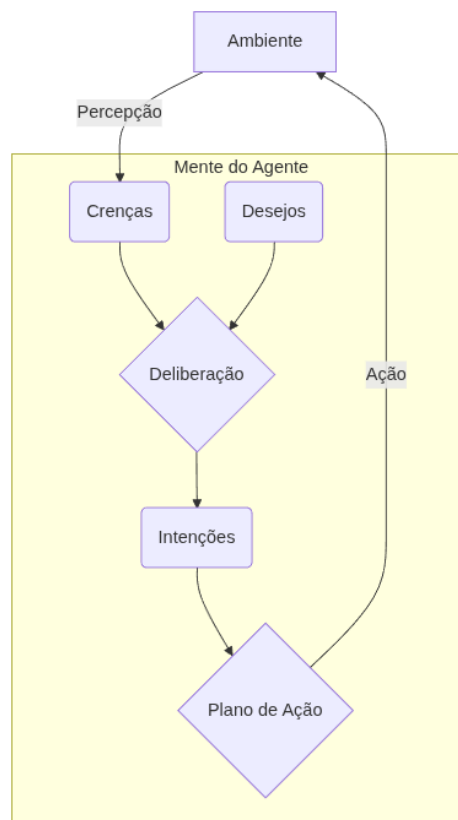 Ambiente
Percepção
Mente do Agente
Crenças
Desejos
Deliberação
Ação
Intenções
Plano de Ação